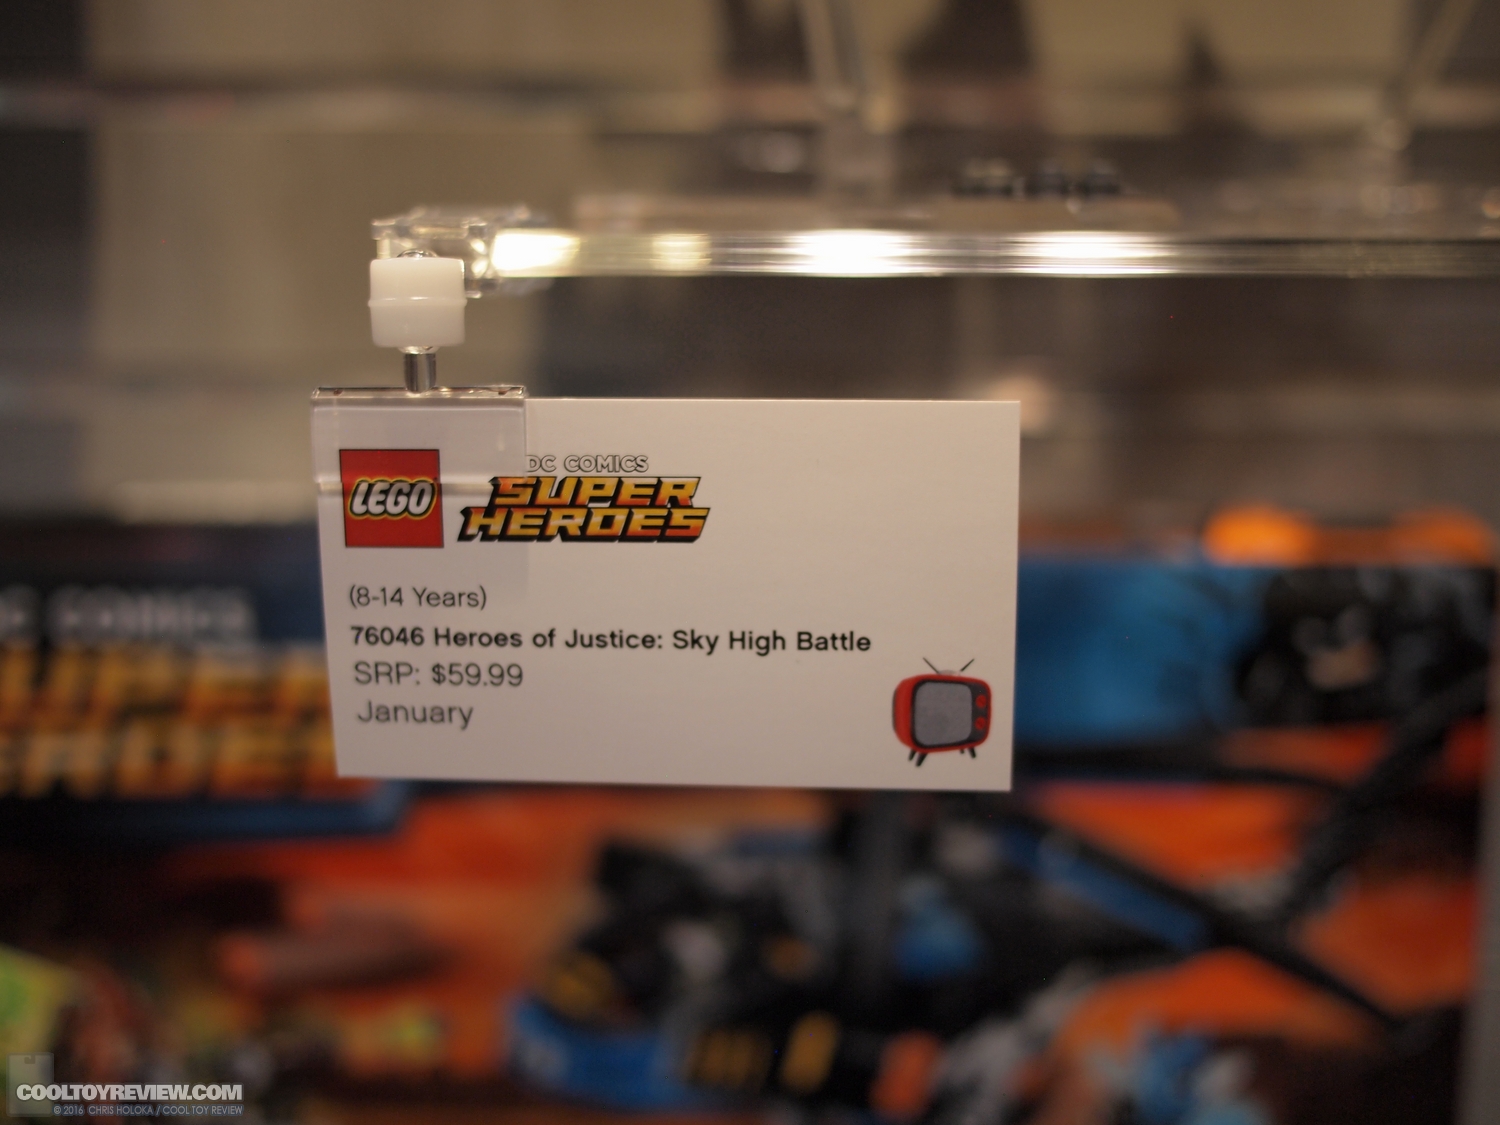 DC COMICS
LEGO
SUPER
HEROES
(8-14 Years)
76046 Heroes of Justice: Sky High Battle
SRP: $59.99
January
COOLTOYREVIEW.COM
© 2016 CHRIS HOLOKA / COOL TOY REVIEW